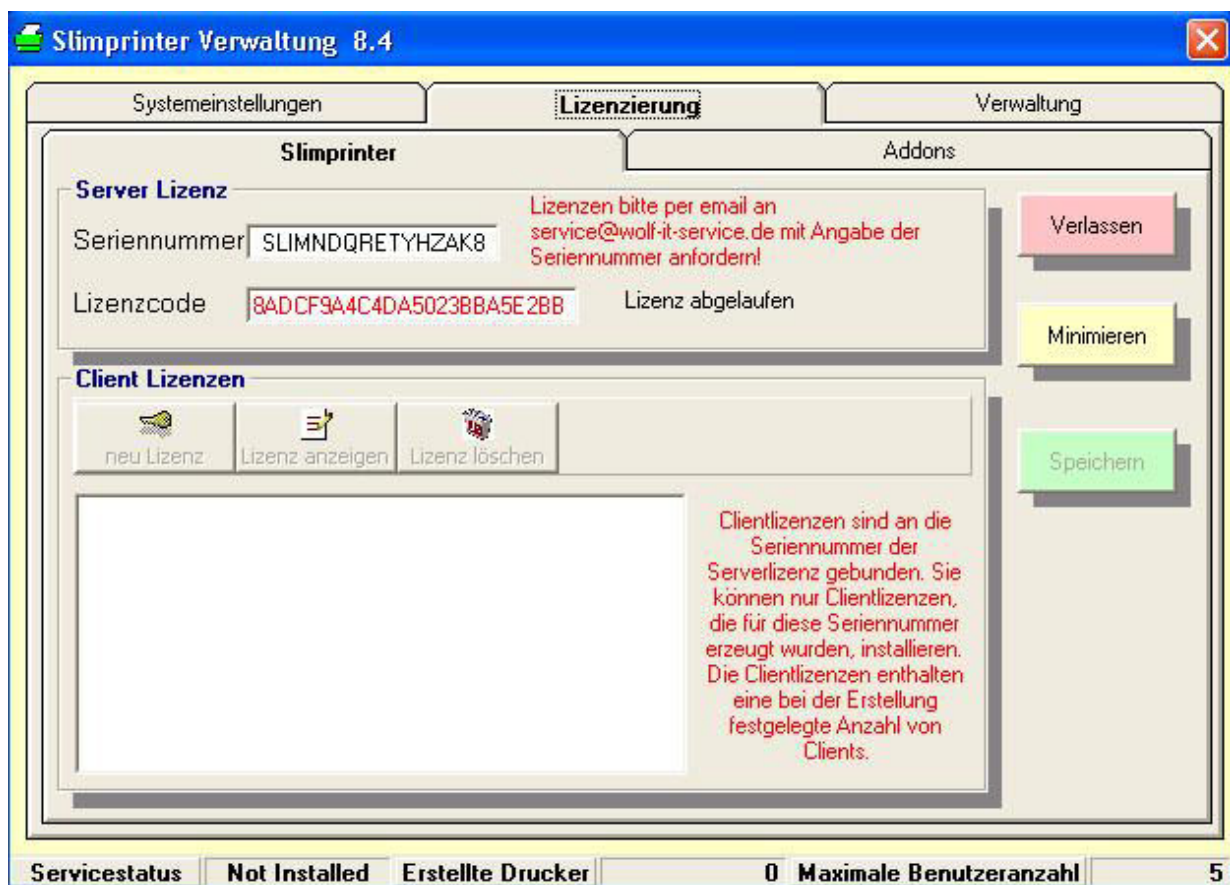 Slimprinter Verwaltung 8.4
Systemeinstellungen
Lizenzierung
Verwaltung
Slimprinter
Addons
Server Lizenz
Seriennummer
SLIMNDQRETYHZAK8
Lizenzen bitte per email an
service@wolf-it-service.de mit Angabe der
Seriennummer anfordern!
Lizenzcode
8ADCF9A4C4DA5023BBA5E2BB
Lizenz abgelaufen
Verlassen
Minimieren
Speichern
Client Lizenzen
neu Lizenz
Lizenz anzeigen
Lizenz löschen
Clientlizenzen sind an die
Seriennummer der
Serverlizenz gebunden. Sie
können nur Clientlizenzen,
die für diese Seriennummer
erzeugt wurden, installieren.
Die Clientlizenzen enthalten
eine bei der Erstellung
festgelegte Anzahl von
Clients.
Servicestatus
Not Installed
Erstellte Drucker
0
Maximale Benutzeranzahl
5